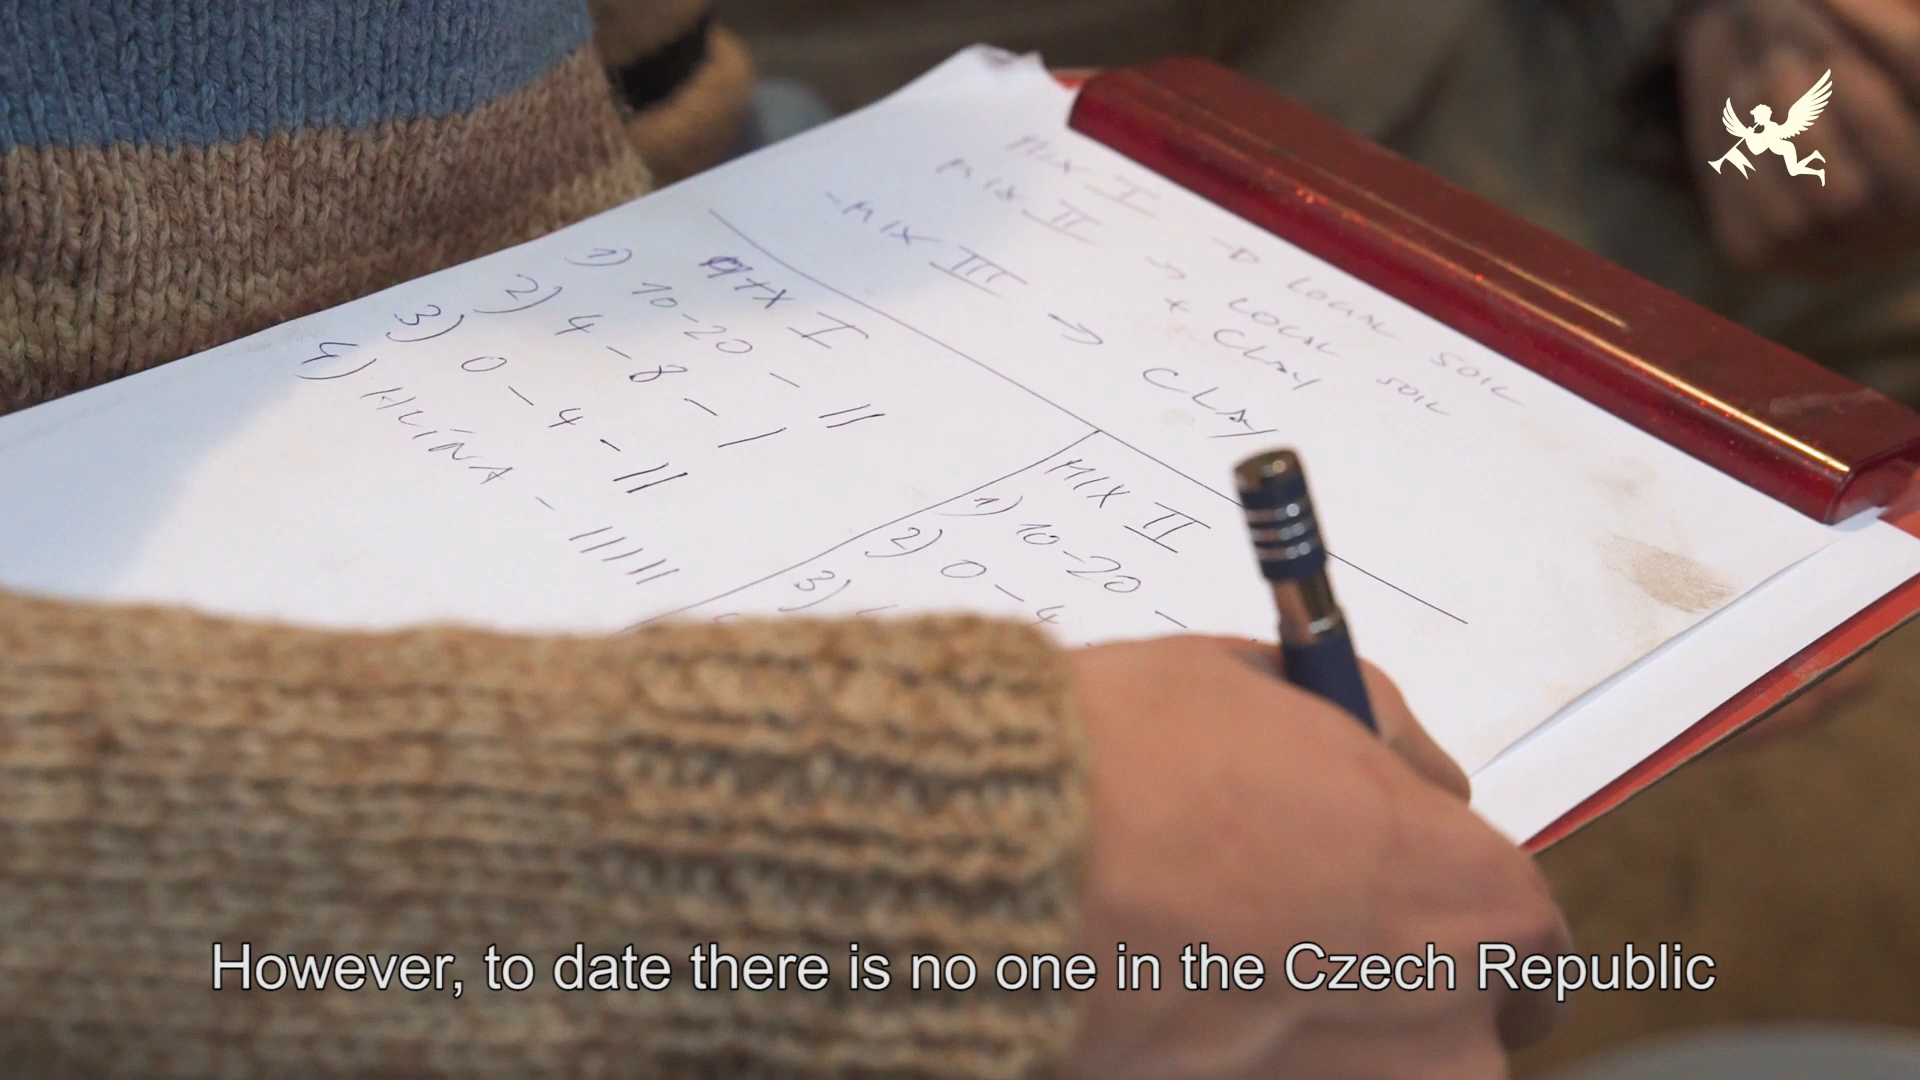 MIX I → LOCAL SOIL
MIX II → LOCAL SOIL
+ CLAY
- MIX III → CLAY
MIX I
1) 10-20 - II
2) 4-8 - I
3) 0-4 - II
4) HLÍNA - IIIII
MIX II
1) 10-20 -
2) 0-4
3)
However, to date there is no one in the Czech Republic